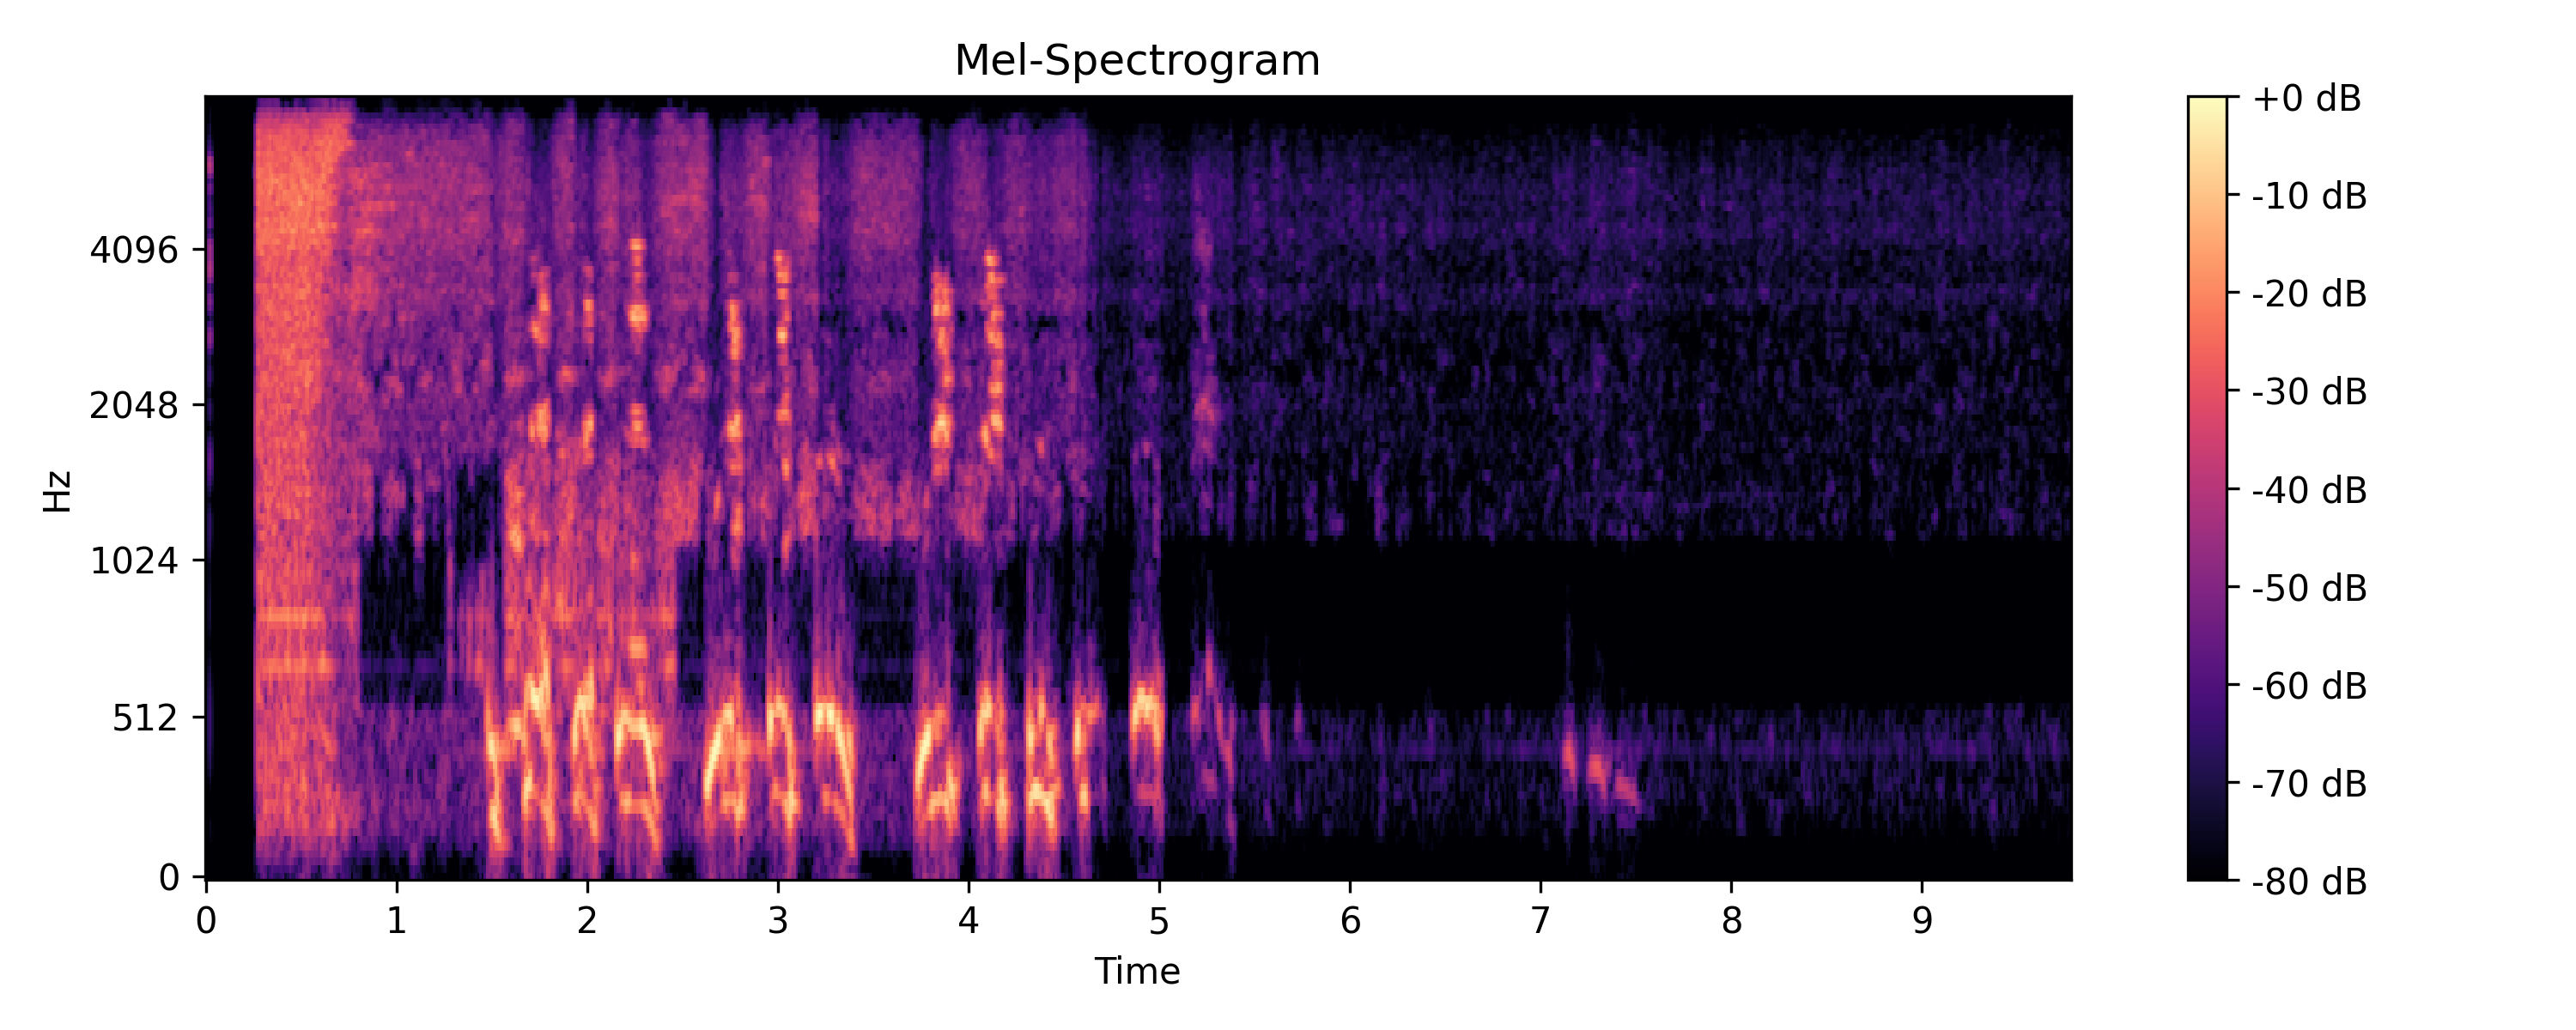 Mel-Spectrogram
+0 dB
-10 dB
-20 dB
-30 dB
-40 dB
-50 dB
-60 dB
-70 dB
-80 dB
4096
2048
1024
512
0
Hz
0 1 2 3 4 5 6 7 8 9
Time